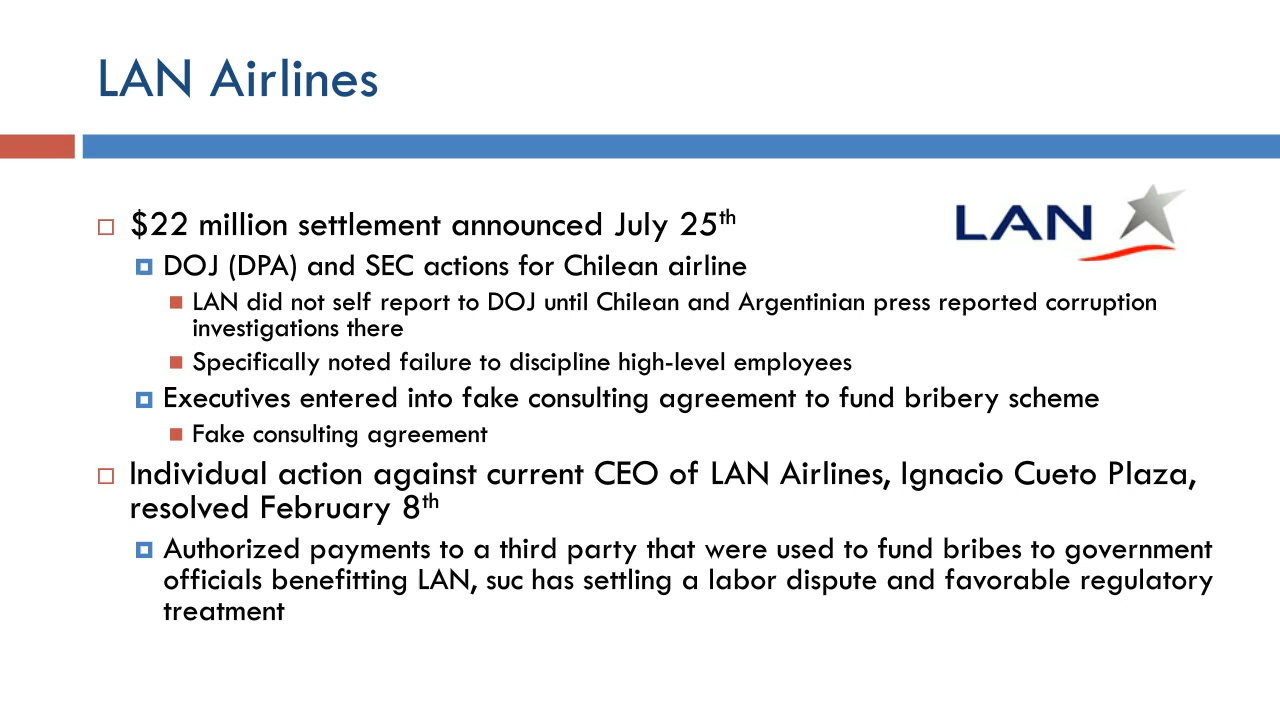 LAN Airlines
$22 million settlement announced July 25th
LAN
DOJ (DPA) and SEC actions for Chilean airline
LAN did not self report to DOJ until Chilean and Argentinian press reported corruption
investigations there
Specifically noted failure to discipline high-level employees
Executives entered into fake consulting agreement to fund bribery scheme
Fake consulting agreement
Individual action against current CEO of LAN Airlines, Ignacio Cueto Plaza,
resolved February 8th
Authorized payments to a third party that were used to fund bribes to government
officials benefitting LAN, suc has settling a labor dispute and favorable regulatory
treatment